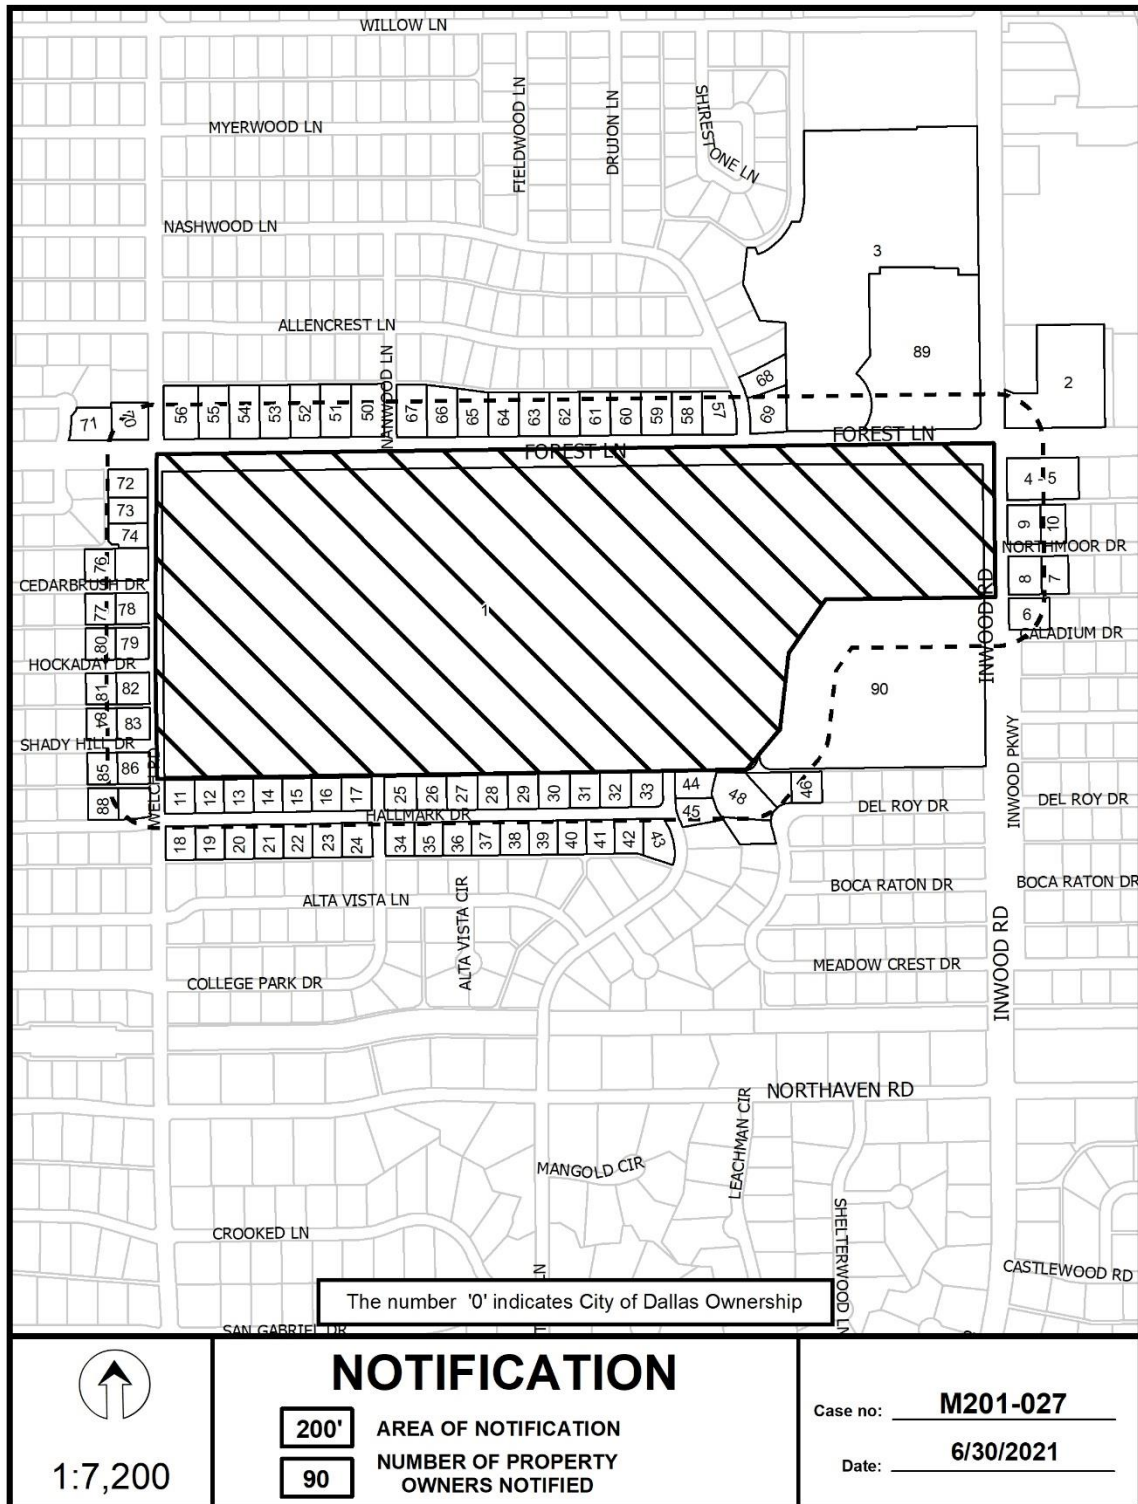 WILLOW LN
MYERWOOD LN
FIELDWOOD LN
DRUJON LN
SHIRESTONE LN
NASHWOOD LN
3
ALLENCREST LN
NANWOOD LN
89
2
68
71
70
56
55
54
53
52
51
50
67
66
65
64
63
62
61
60
59
58
57
69
FOREST LN
FOREST LN
72
73
74
76
4 - 5
9
10
NORTHMOOR DR
8
7
6
CALADIUM DR
CEDARBRUSH DR
77
78
1
INWOOD RD
80
79
HOCKADAY DR
81
82
90
84
83
SHADY HILL DR
85
86
WELCH RD
88
INWOOD PKWY
11
12
13
14
15
16
17
25
26
27
28
29
30
31
32
33
44
48
46
HALLMARK DR
45
DEL ROY DR
DEL ROY DR
18
19
20
21
22
23
24
34
35
36
37
38
39
40
41
42
43
ALTA VISTA LN
ALTA VISTA CIR
BOCA RATON DR
BOCA RATON DR
COLLEGE PARK DR
MEADOW CREST DR
INWOOD RD
NORTHAVEN RD
LEACHMAN CIR
MANGOLD CIR
CROOKED LN
SHELTERWOOD LN
CASTLEWOOD RD
LN
The number '0' indicates City of Dallas Ownership
SAN GABRIEL DR
1:7,200
NOTIFICATION
200' AREA OF NOTIFICATION
90 NUMBER OF PROPERTY
OWNERS NOTIFIED
Case no: M201-027
Date: 6/30/2021